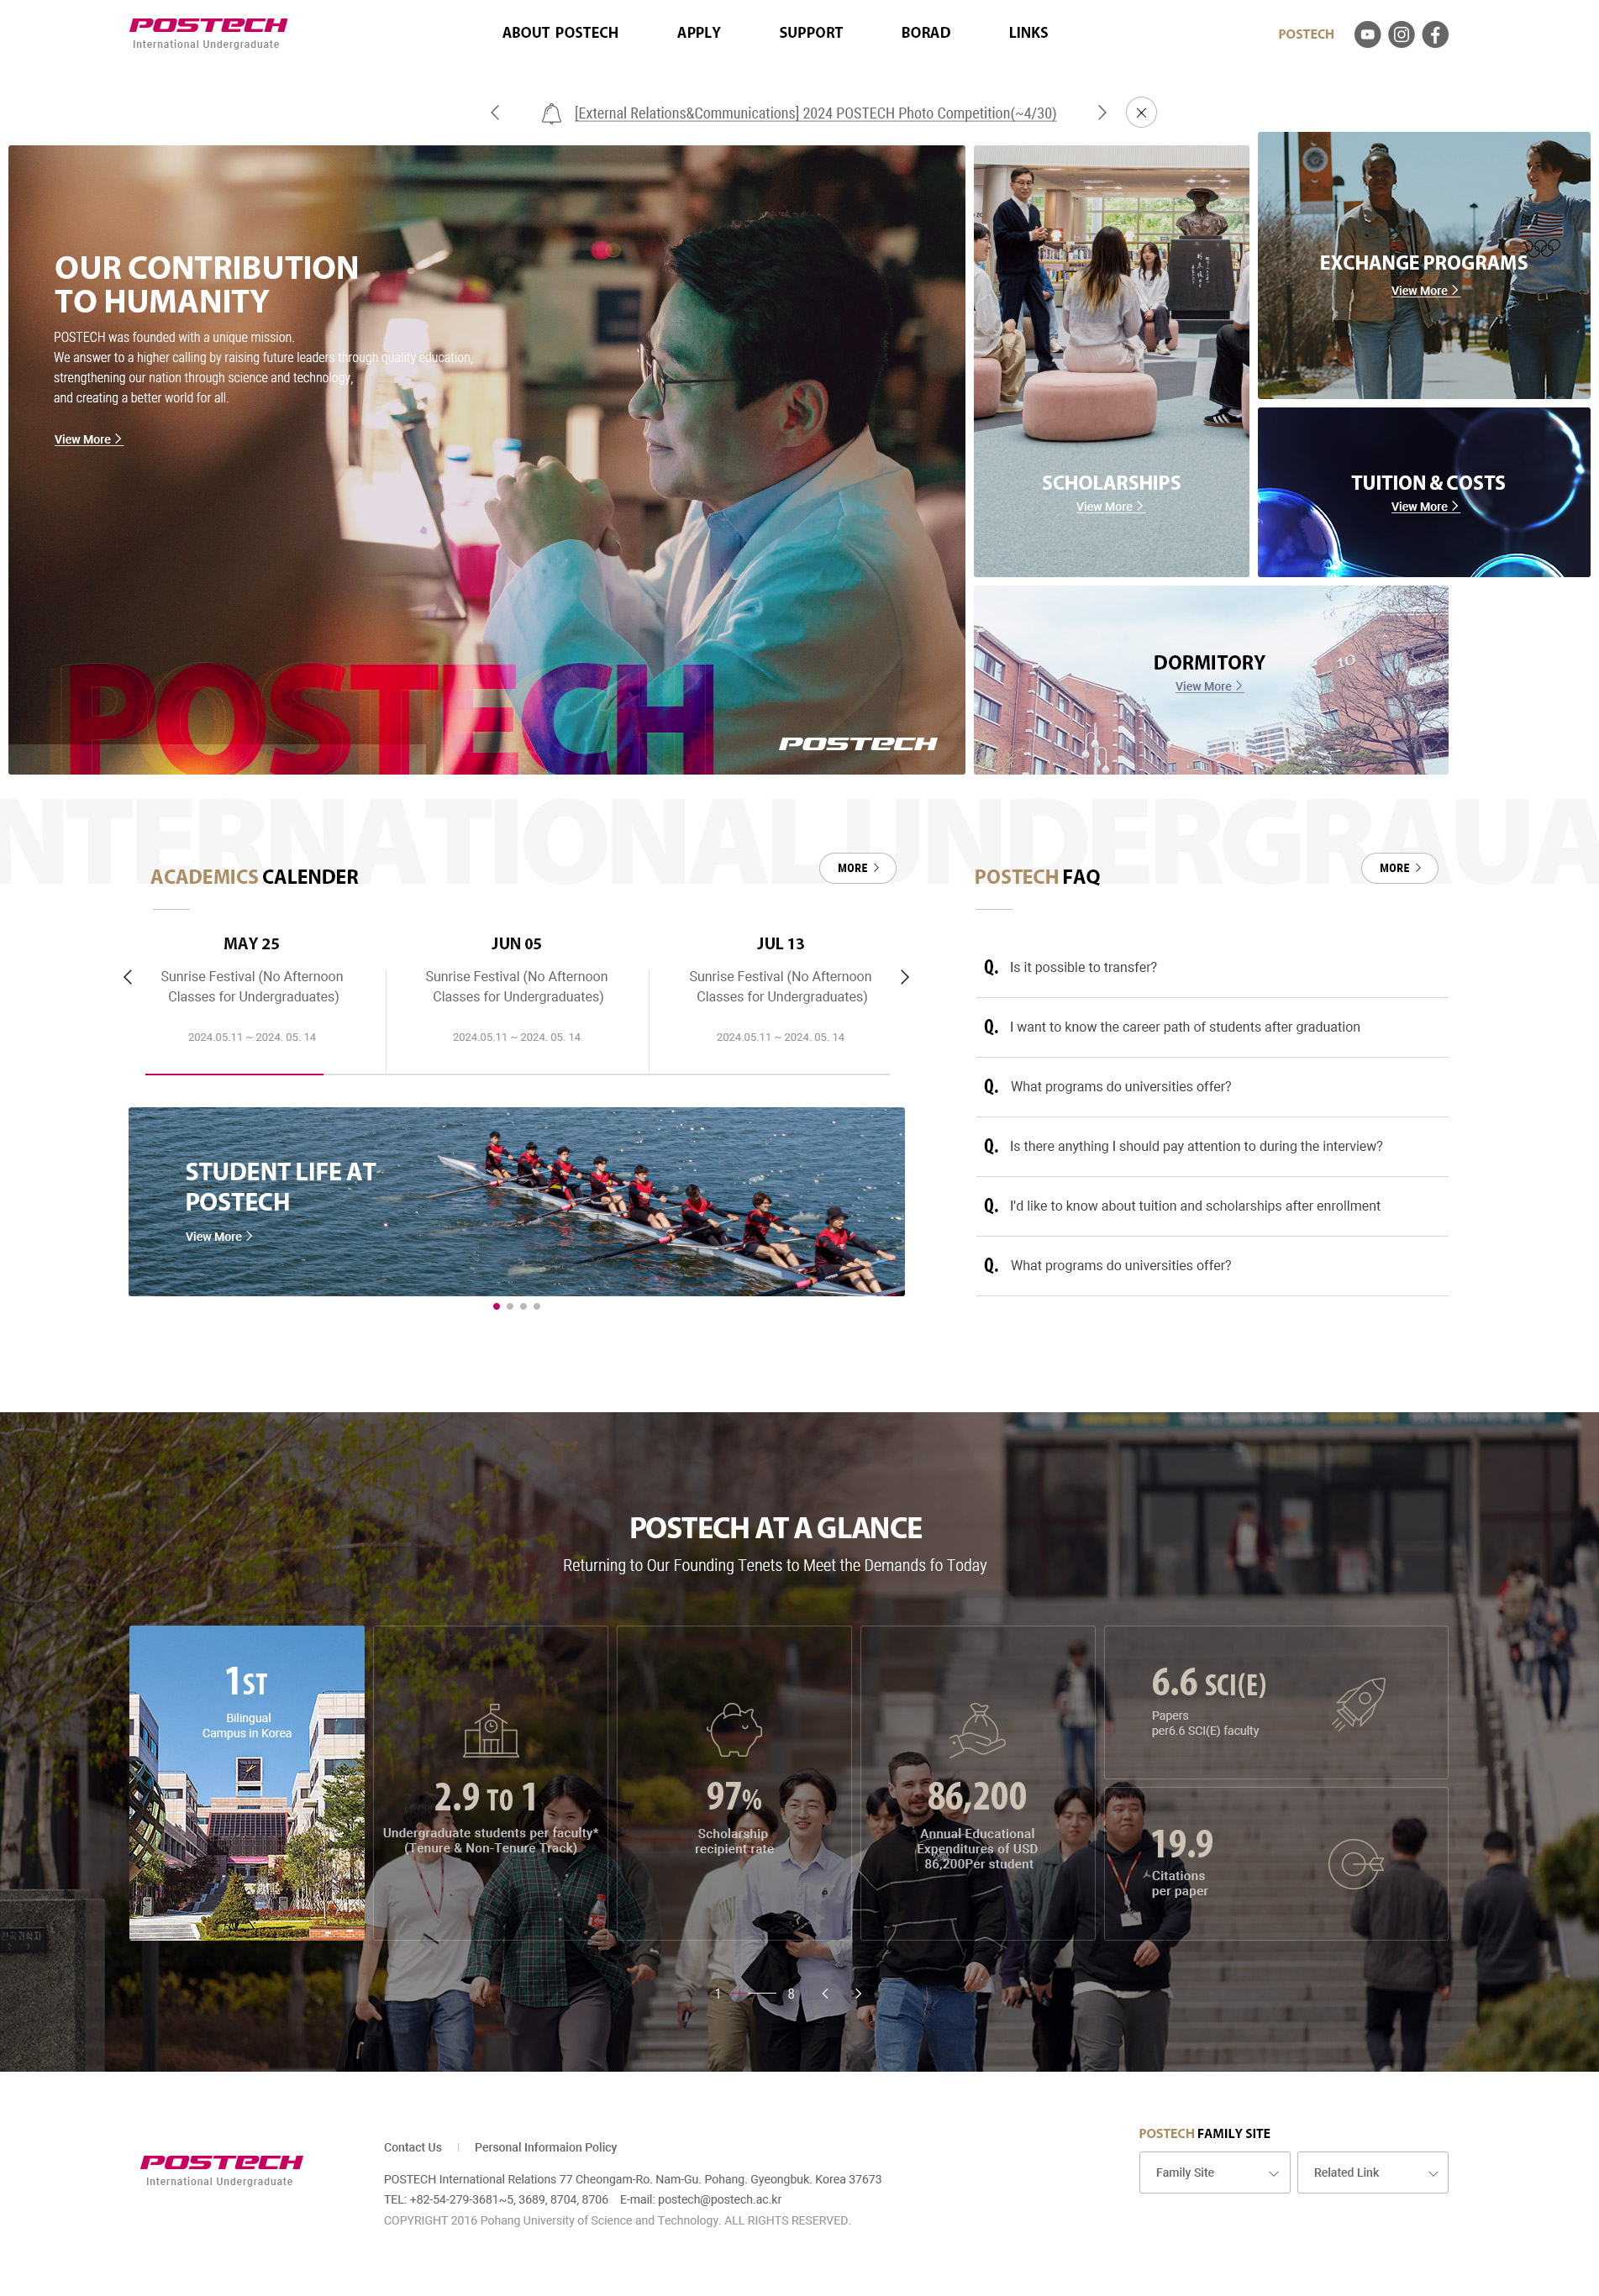 POSTECH
International Undergraduate
ABOUT POSTECH
APPLY
SUPPORT
BORAD
LINKS
POSTECH
[External Relations&Communications] 2024 POSTECH Photo Competition(~4/30)
OUR CONTRIBUTION
TO HUMANITY
POSTECH was founded with a unique mission.
We answer to a higher calling by raising future leaders through quality education,
strengthening our nation through science and technology,
and creating a better world for all.
View More
POSTECH
POSTECH
SCHOLARSHIPS
View More
EXCHANGE PROGRAMS
View More
TUITION & COSTS
View More
10
DORMITORY
View More
INTERNATIONAL UNDERGRAUA
ACADEMICS CALENDER
MORE
MAY 25
Sunrise Festival (No Afternoon
Classes for Undergraduates)
2024.05.11 ~ 2024. 05. 14
JUN 05
Sunrise Festival (No Afternoon
Classes for Undergraduates)
2024.05.11 ~ 2024. 05. 14
JUL 13
Sunrise Festival (No Afternoon
Classes for Undergraduates)
2024.05.11 ~ 2024. 05. 14
STUDENT LIFE AT
POSTECH
View More
POSTECH FAQ
MORE
Q. Is it possible to transfer?
Q. I want to know the career path of students after graduation
Q. What programs do universities offer?
Q. Is there anything I should pay attention to during the interview?
Q. I'd like to know about tuition and scholarships after enrollment
Q. What programs do universities offer?
POSTECH AT A GLANCE
Returning to Our Founding Tenets to Meet the Demands fo Today
1ST
Bilingual
Campus in Korea
2.9 TO 1
Undergraduate students per faculty*
(Tenure & Non-Tenure Track)
97%
Scholarship
recipient rate
86,200
Annual Educational
Expenditures of USD
86,200Per student
6.6 SCI(E)
Papers
per6.6 SCI(E) faculty
19.9
Citations
per paper
1
8
POSTECH
International Undergraduate
Contact Us
Personal Informaion Policy
POSTECH International Relations 77 Cheongam-Ro. Nam-Gu. Pohang. Gyeongbuk. Korea 37673
TEL: +82-54-279-3681~5, 3689, 8704, 8706 E-mail: postech@postech.ac.kr
COPYRIGHT 2016 Pohang University of Science and Technology. ALL RIGHTS RESERVED.
POSTECH FAMILY SITE
Family Site
Related Link